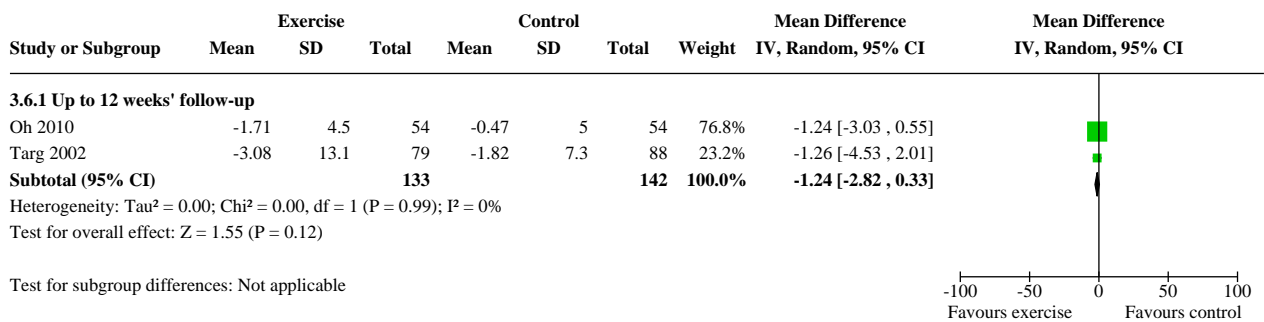 Exercise Control Mean Difference Mean Difference
Study or Subgroup Mean SD Total Mean SD Total Weight IV, Random, 95% CI IV, Random, 95% CI
3.6.1 Up to 12 weeks' follow-up
Oh 2010 -1.71 4.5 54 -0.47 5 54 76.8% -1.24 [-3.03 , 0.55]
Targ 2002 -3.08 13.1 79 -1.82 7.3 88 23.2% -1.26 [-4.53 , 2.01]
Subtotal (95% CI) 133 142 100.0% -1.24 [-2.82 , 0.33]
Heterogeneity: Tau² = 0.00; Chi² = 0.00, df = 1 (P = 0.99); I² = 0%
Test for overall effect: Z = 1.55 (P = 0.12)
Test for subgroup differences: Not applicable
-100 -50 0 50 100
Favours exercise Favours control